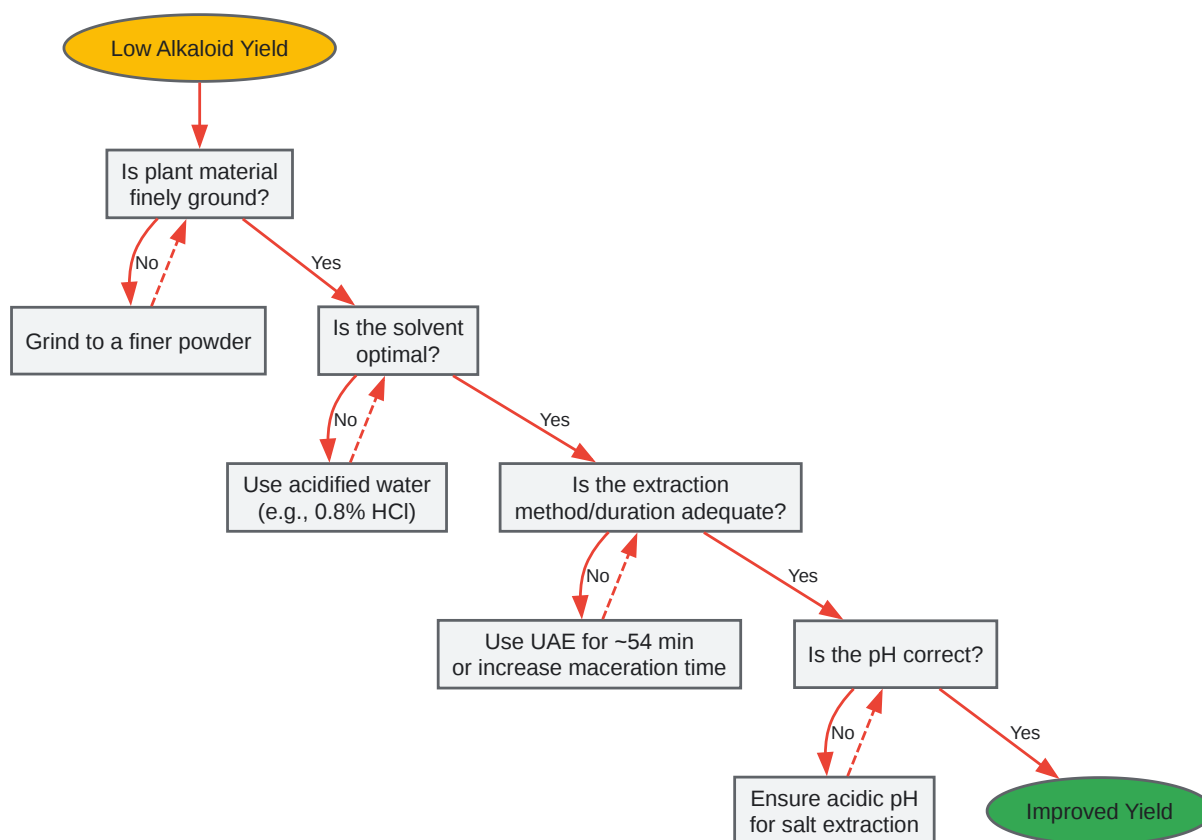 Low Alkaloid Yield
Is plant material
finely ground?
No
Yes
Grind to a finer powder
Is the solvent
optimal?
No
Yes
Use acidified water
(e.g., 0.8% HCl)
Is the extraction
method/duration adequate?
No
Yes
Use UAE for ~54 min
or increase maceration time
Is the pH correct?
No
Yes
Ensure acidic pH
for salt extraction
Improved Yield